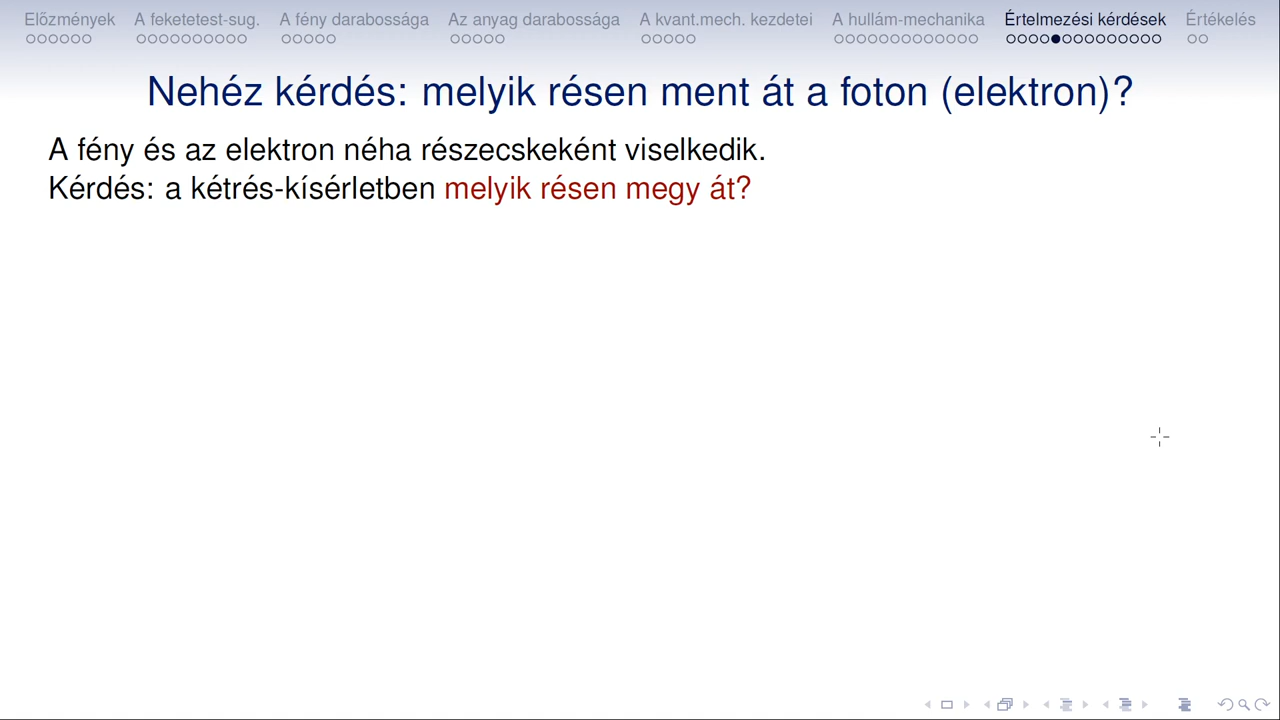 Előzmények A feketetest-sug. A fény darabossága Az anyag darabossága A kvant.mech. kezdetei A hullám-mechanika Értelmezési kérdések Értékelés
Nehéz kérdés: melyik résen ment át a foton (elektron)?
A fény és az elektron néha részecskeként viselkedik.
Kérdés: a kétrés-kísérletben melyik résen megy át?